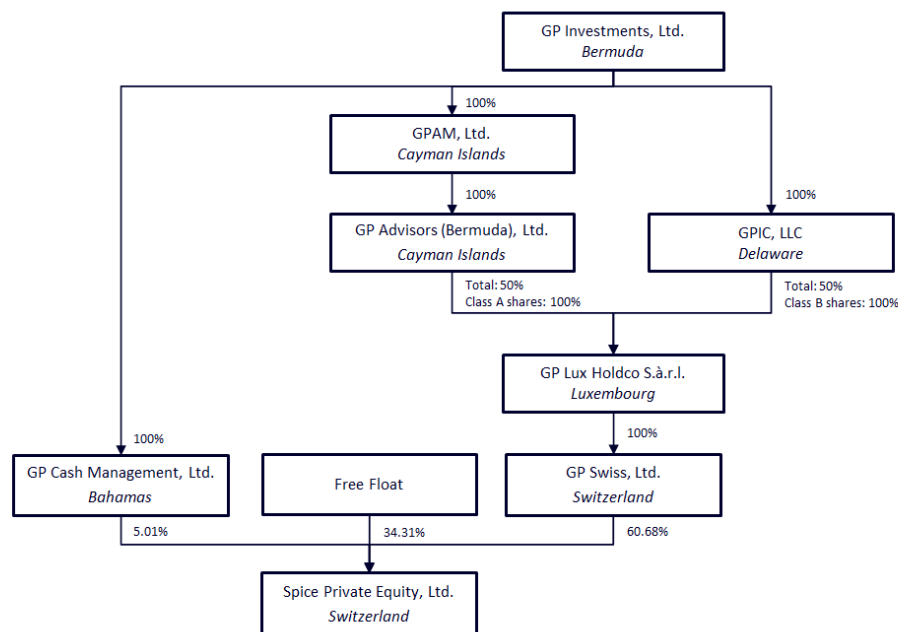 GP Investments, Ltd.
Bermuda
100%
GPAM, Ltd.
Cayman Islands
100%
100%
GP Advisors (Bermuda), Ltd.
Cayman Islands
GPIC, LLC
Delaware
Total: 50%
Class A shares: 100%
Total: 50%
Class B shares: 100%
GP Lux Holdco S.à.r.l.
Luxembourg
100%
100%
GP Cash Management, Ltd.
Bahamas
Free Float
GP Swiss, Ltd.
Switzerland
5.01%
34.31%
60.68%
Spice Private Equity, Ltd.
Switzerland